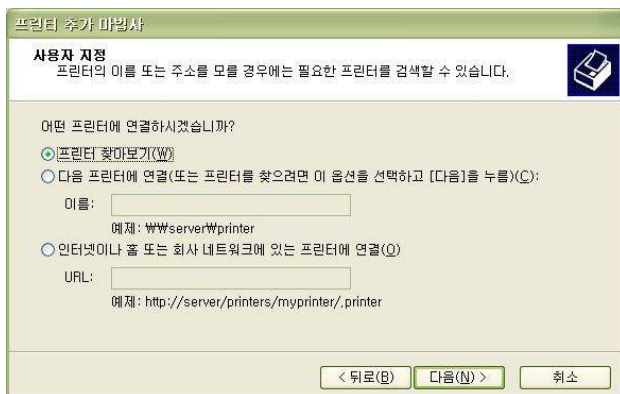 프린터 추가 마법사
사용자 지정
프린터의 이름 또는 주소를 모를 경우에는 필요한 프린터를 검색할 수 있습니다.
어떤 프린터에 연결하시겠습니까?
프린터 찾아보기(W)
다음 프린터에 연결(또는 프린터를 찾으려면 이 옵션을 선택하고 [다음]을 누름)(C):
이름:
예제: ₩₩server₩printer
인터넷이나 홈 또는 회사 네트워크에 있는 프린터에 연결(O)
URL:
예제: http://server/printers/myprinter/.printer
< 뒤로(B) 다음(N) > 취소